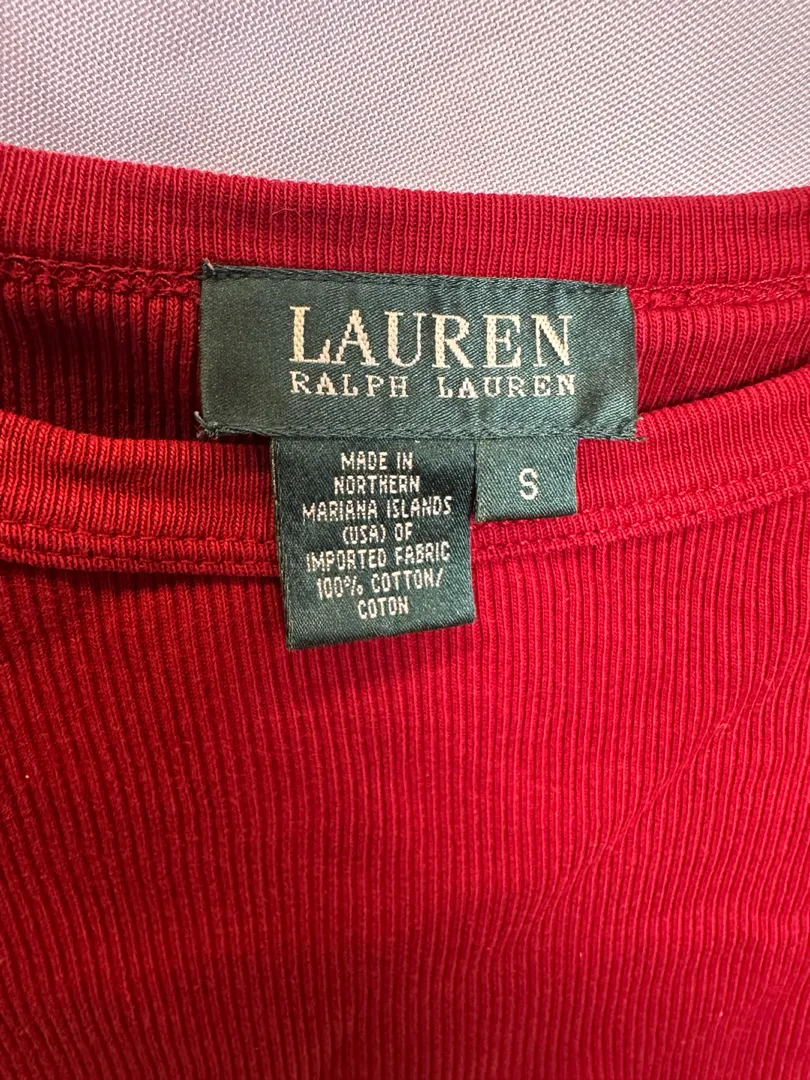 LAUREN
RALPH LAUREN
MADE IN
NORTHERN
MARIANA ISLANDS
(USA) OF
IMPORTED FABRIC
100% COTTON/
COTON
S